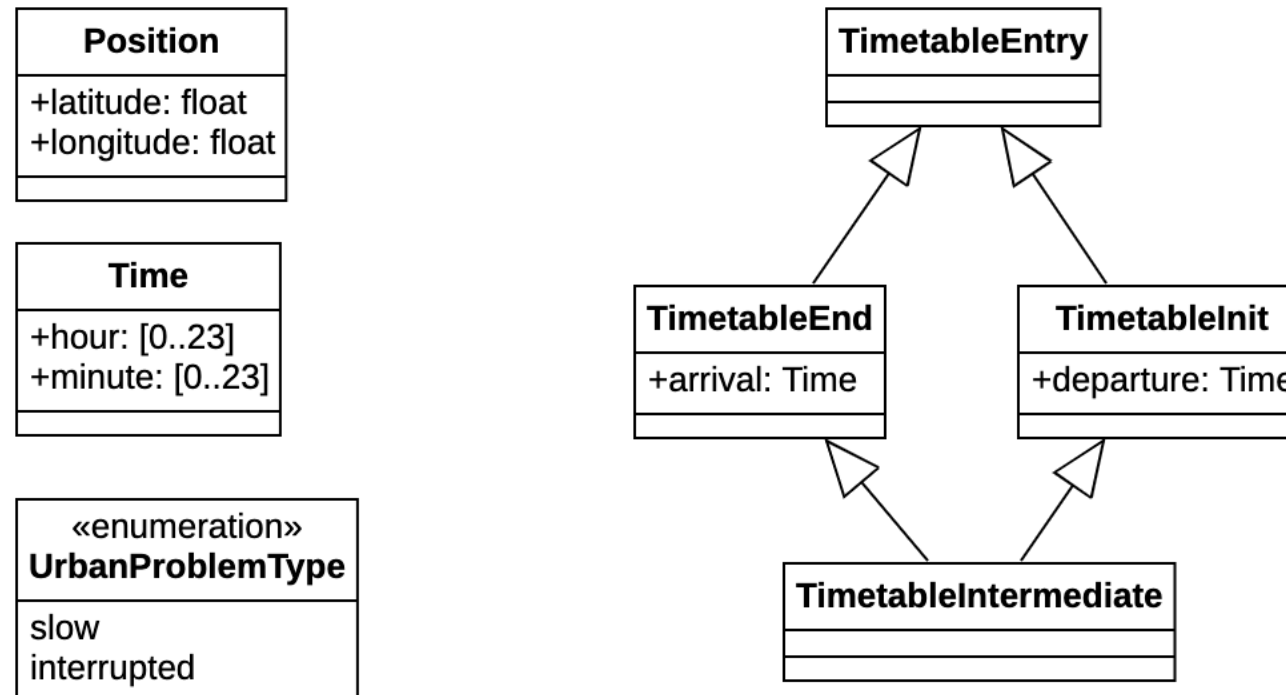 Position
+latitude: float
+longitude: float
Time
+hour: [0..23]
+minute: [0..23]
«enumeration»
UrbanProblemType
slow
interrupted
TimetableEntry
TimetableEnd
+arrival: Time
TimetableInit
+departure: Time
TimetableIntermediate